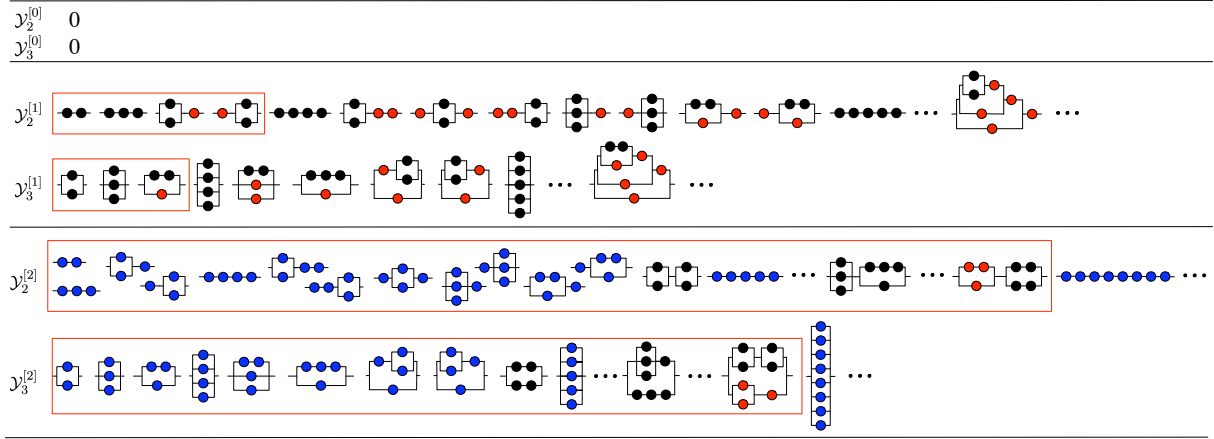 𝒴₂^[0] 0
𝒴₃^[0] 0
𝒴₂^[1] ··· ···
𝒴₃^[1] ··· ···
𝒴₂^[2] ··· ··· ···
𝒴₃^[2] ··· ··· ···